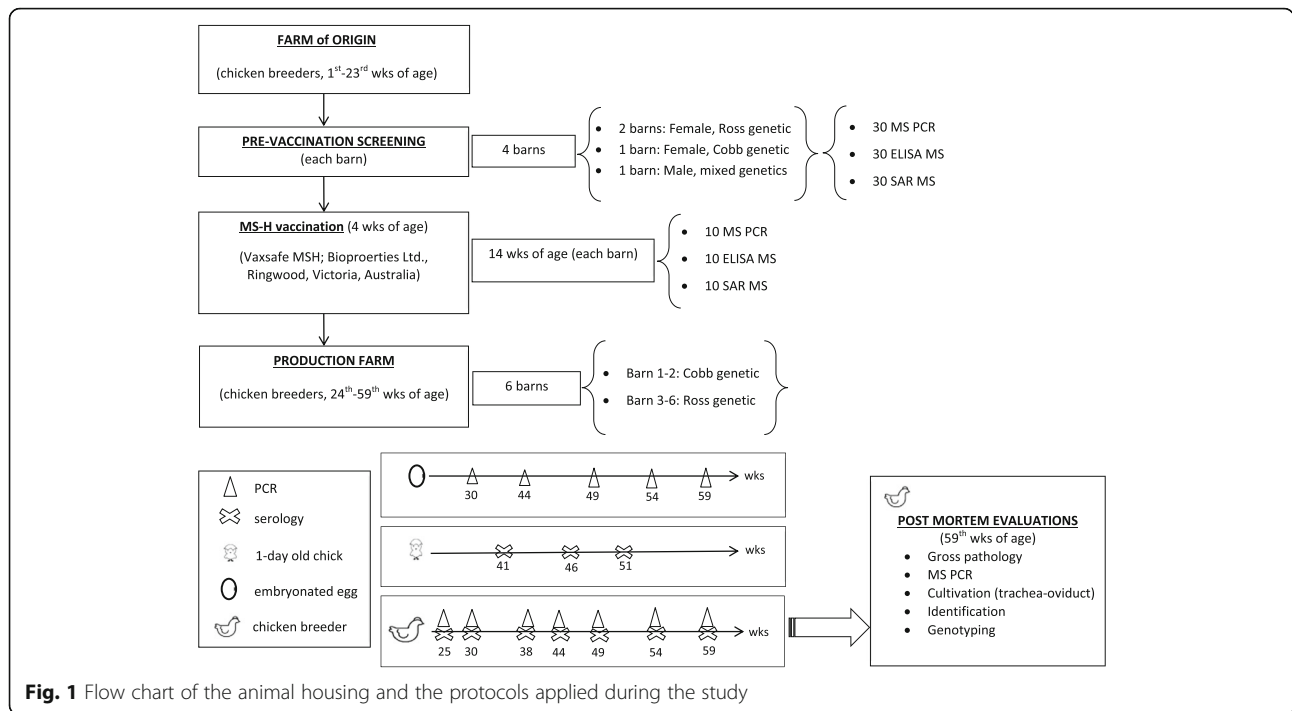 FARM of ORIGIN
(chicken breeders, 1st-23rd wks of age)
PRE-VACCINATION SCREENING
(each barn)
4 barns
• 2 barns: Female, Ross genetic
• 1 barn: Female, Cobb genetic
• 1 barn: Male, mixed genetics
• 30 MS PCR
• 30 ELISA MS
• 30 SAR MS
MS-H vaccination (4 wks of age)
(Vaxsafe MSH; Bioproerties Ltd.,
Ringwood, Victoria, Australia)
14 wks of age (each barn)
• 10 MS PCR
• 10 ELISA MS
• 10 SAR MS
PRODUCTION FARM
(chicken breeders, 24th-59th wks of age)
6 barns
• Barn 1-2: Cobb genetic
• Barn 3-6: Ross genetic
PCR
serology
1-day old chick
embryonated egg
chicken breeder
wks
30 44 49 54 59
wks
41 46 51
wks
25 30 38 44 49 54 59
POST MORTEM EVALUATIONS
(59th wks of age)
• Gross pathology
• MS PCR
• Cultivation (trachea-oviduct)
• Identification
• Genotyping
Fig. 1 Flow chart of the animal housing and the protocols applied during the study